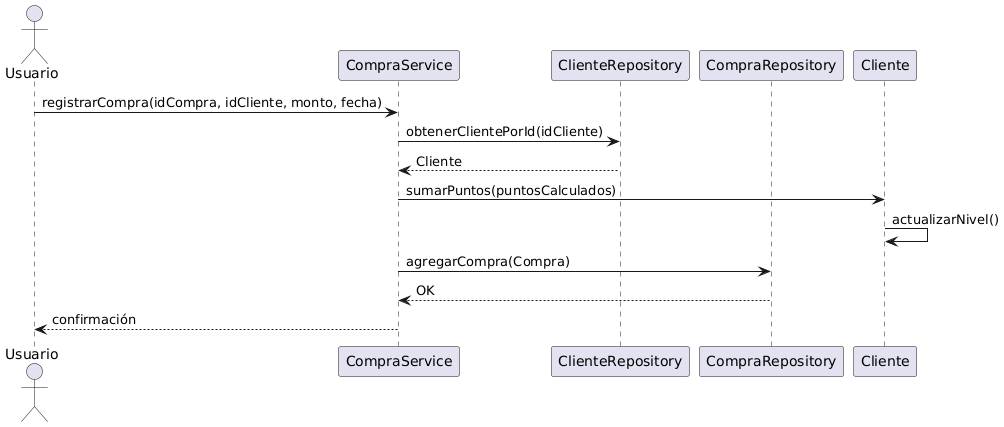 Usuario
CompraService
ClienteRepository
CompraRepository
Cliente
registrarCompra(idCompra, idCliente, monto, fecha)
obtenerClientePorId(idCliente)
Cliente
sumarPuntos(puntosCalculados)
actualizarNivel()
agregarCompra(Compra)
OK
confirmación
Usuario
CompraService
ClienteRepository
CompraRepository
Cliente